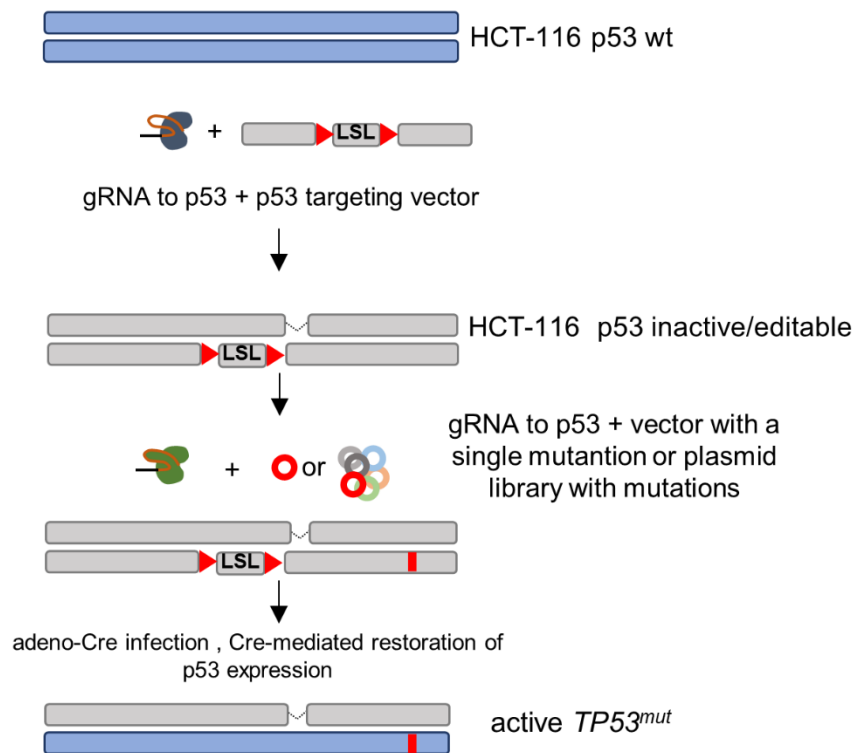 HCT-116 p53 wt
+
LSL
gRNA to p53 + p53 targeting vector
HCT-116 p53 inactive/editable
LSL
gRNA to p53 + vector with a
single mutantion or plasmid
library with mutations
+ or
LSL
adeno-Cre infection , Cre-mediated restoration of
p53 expression
active TP53mut